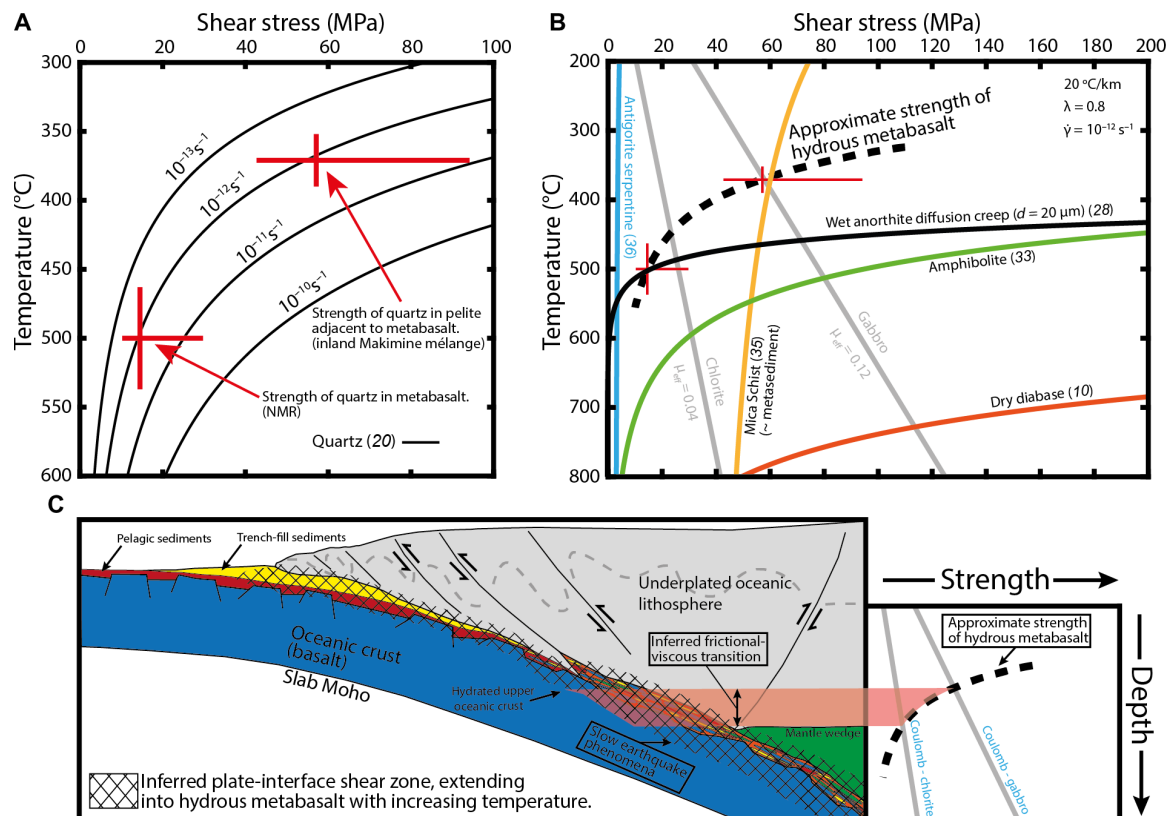 A
Shear stress (MPa)
0 20 40 60 80 100
Temperature (°C)
300
350
400
450
500
550
600
10⁻¹³s⁻¹
10⁻¹²s⁻¹
10⁻¹¹s⁻¹
10⁻¹⁰s⁻¹
Strength of quartz in pelite
adjacent to metabasalt.
(inland Makimine mélange)
Strength of quartz in metabasalt.
(NMR)
Quartz (20)
B
Shear stress (MPa)
0 20 40 60 80 100 120 140 160 180 200
Temperature (°C)
200
300
400
500
600
700
800
20 ºC/km
λ = 0.8
γ̇ = 10⁻¹² s⁻¹
Antigorite serpentine (36)
Approximate strength of
hydrous metabasalt
Wet anorthite diffusion creep (d = 20 μm) (28)
Amphibolite (33)
Gabbro
μeff = 0.12
Chlorite
μeff = 0.04
Mica Schist (35)
(~ metasediment)
Dry diabase (10)
C
Pelagic sediments
Trench-fill sediments
Underplated oceanic
lithosphere
Inferred frictional-
viscous transition
Oceanic crust
(basalt)
Slab Moho
Hydrated upper
oceanic crust
Slow earthquake
phenomena
Mantle wedge
Inferred plate-interface shear zone, extending
into hydrous metabasalt with increasing temperature.
Strength
Approximate strength
of hydrous metabasalt
Depth
Coulomb - chlorite
Coulomb - gabbro